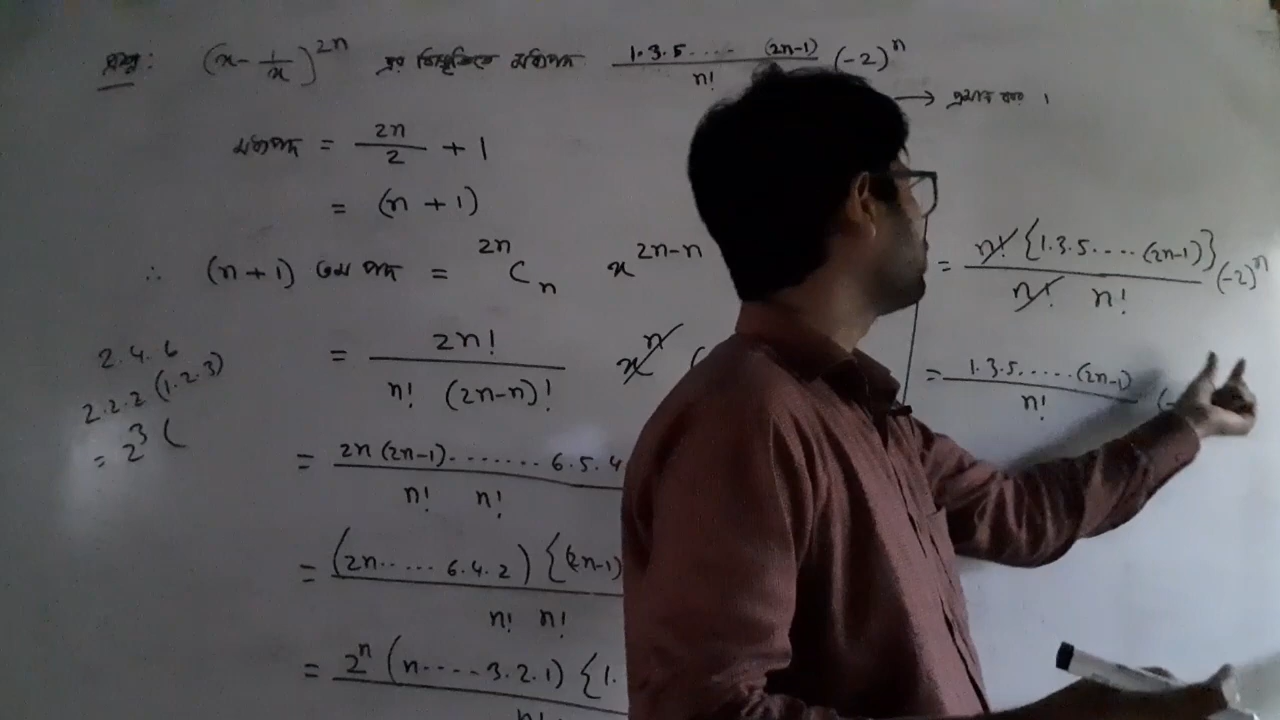 প্রশ্ন: (x - 1/x)^2n এর বিস্তৃতিতে মধ্যপদ 1.3.5.... (2n-1) / n! (-2)^n
→ প্রমাণ কর ।
মধ্যপদ = 2n/2 + 1
= (n + 1)
∴ (n+1) তম পদ = 2nCn x^2n-n
= 2n! / n! (2n-n)! x^n (
= 2n(2n-1)....... 6.5.4 / n! n!
= (2n..... 6.4.2) {(2n-1) / n! n!
= 2^n (n.... 3.2.1) {1. / n!
2.4.6
2.2.2 (1.2.3)
= 2^3 (
= n! {1.3.5.... (2n-1)} / n! n! (-2)^n
= 1.3.5..... (2n-1) / n! (-